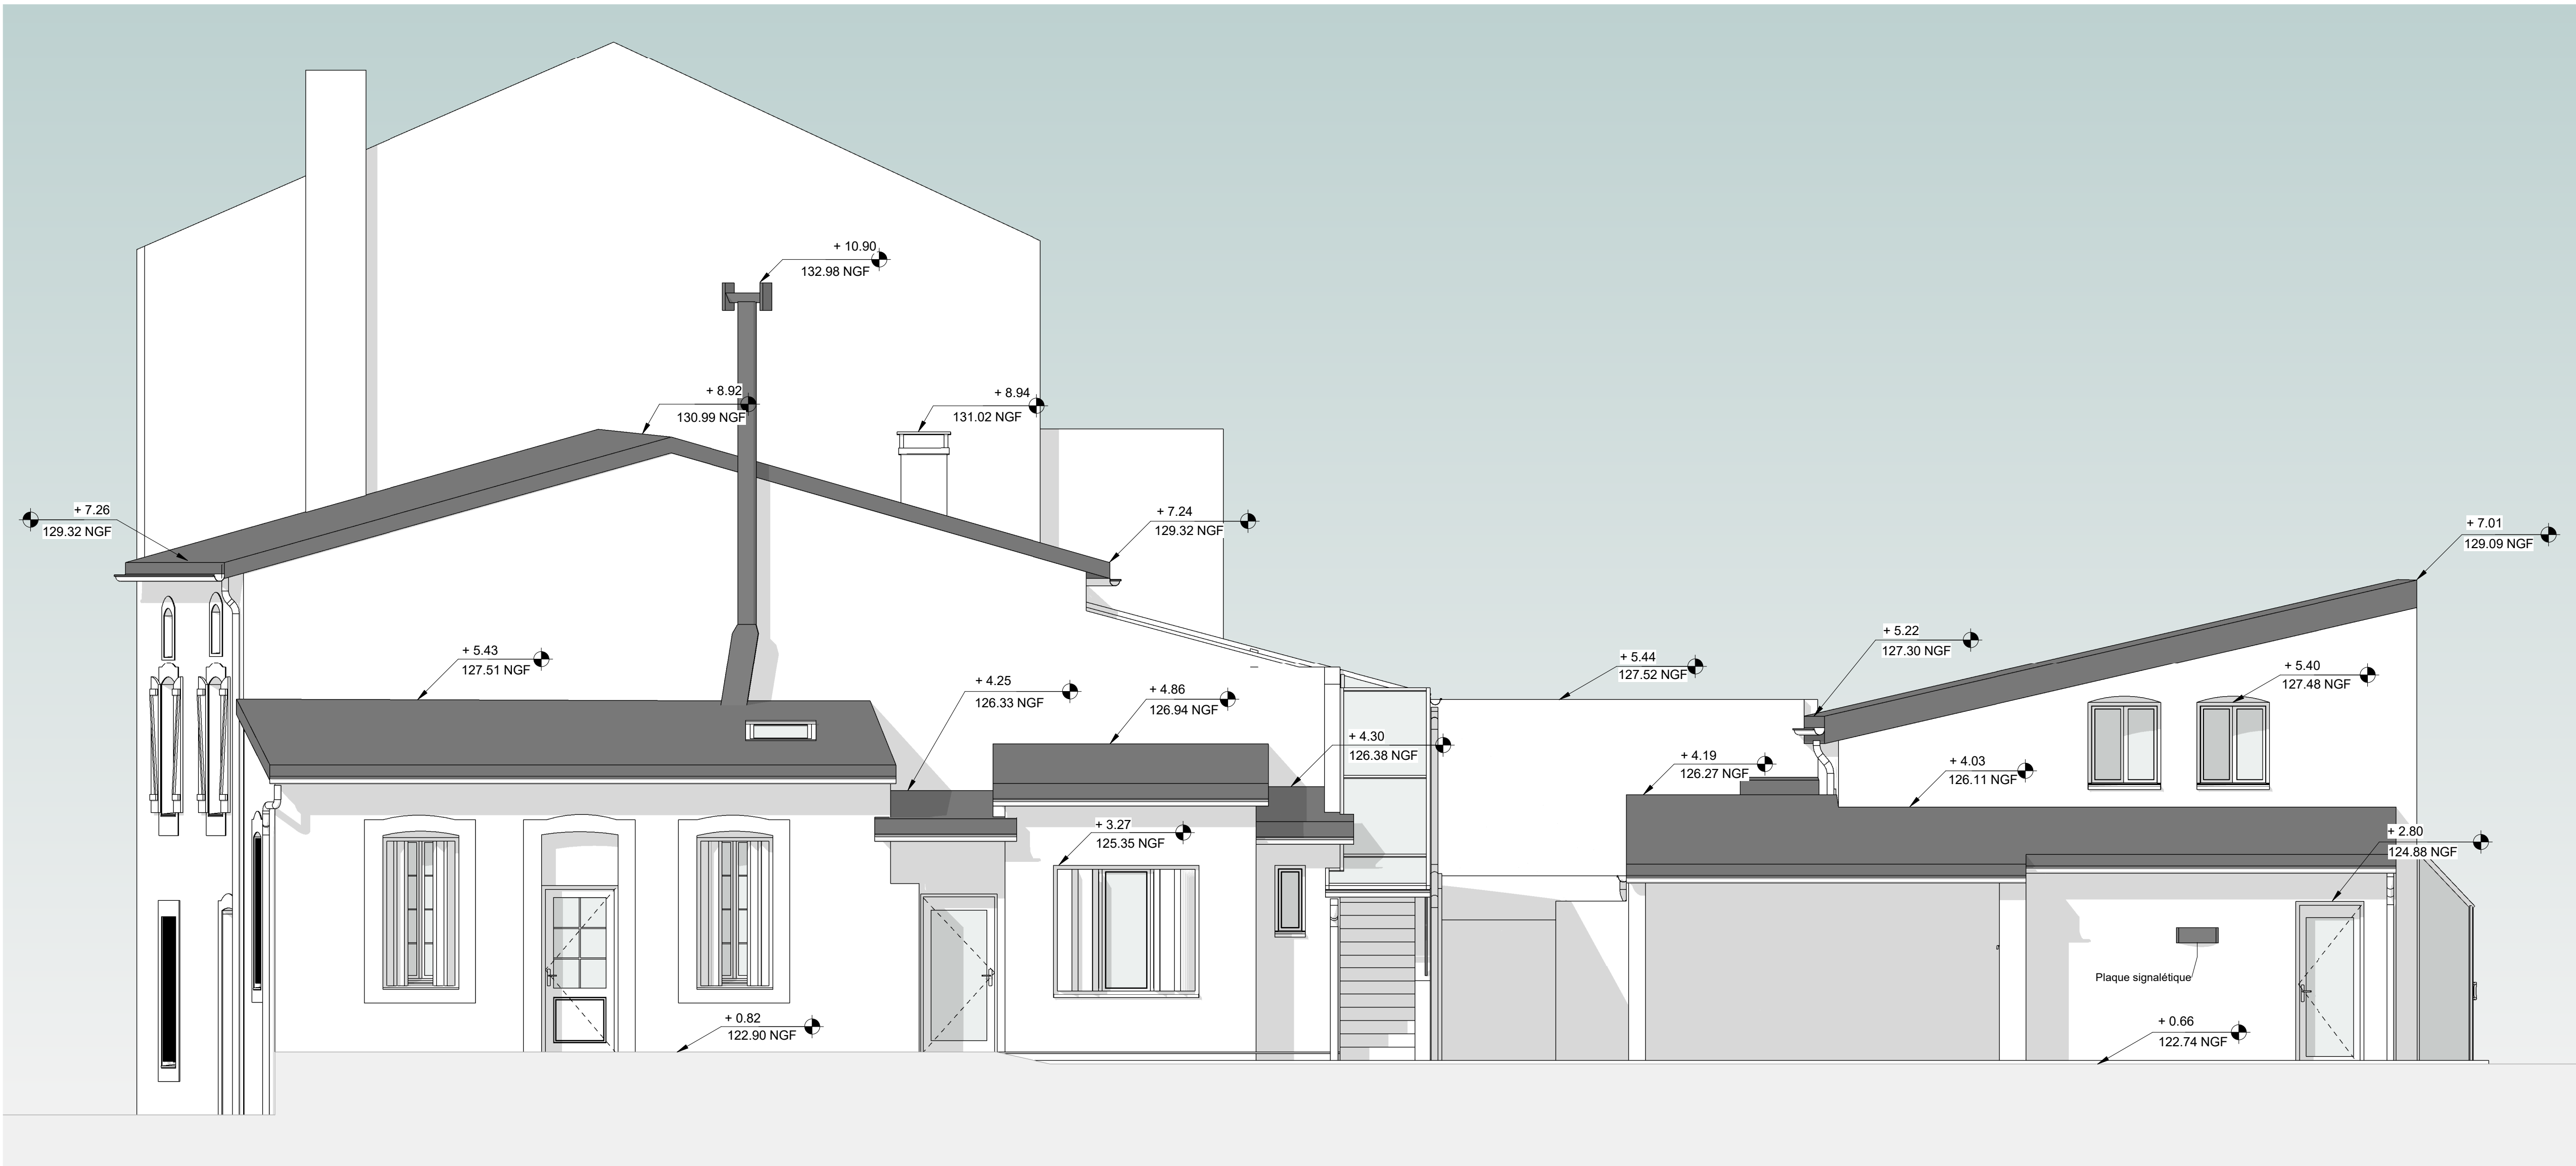 + 10.90
132.98 NGF
+ 8.92
130.99 NGF
+ 8.94
131.02 NGF
+ 7.26
129.32 NGF
+ 7.24
129.32 NGF
+ 7.01
129.09 NGF
+ 5.43
127.51 NGF
+ 4.25
126.33 NGF
+ 4.86
126.94 NGF
+ 4.30
126.38 NGF
+ 5.44
127.52 NGF
+ 5.22
127.30 NGF
+ 5.40
127.48 NGF
+ 4.19
126.27 NGF
+ 4.03
126.11 NGF
+ 3.27
125.35 NGF
+ 2.80
124.88 NGF
Plaque signalétique
+ 0.82
122.90 NGF
+ 0.66
122.74 NGF